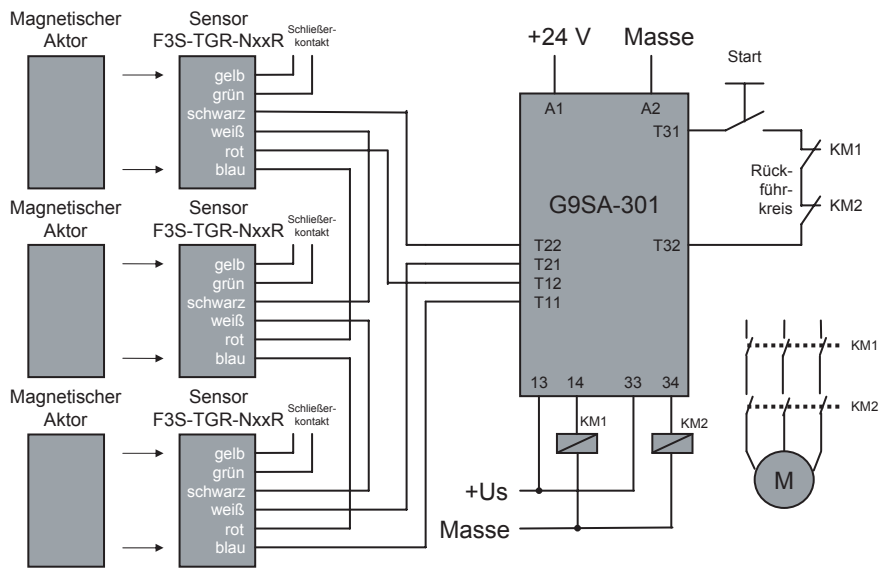 Magnetischer
Aktor
Sensor
F3S-TGR-NxxR
Schließer-
kontakt
gelb
grün
schwarz
weiß
rot
blau
Magnetischer
Aktor
Sensor
F3S-TGR-NxxR
Schließer-
kontakt
gelb
grün
schwarz
weiß
rot
blau
Magnetischer
Aktor
Sensor
F3S-TGR-NxxR
Schließer-
kontakt
gelb
grün
schwarz
weiß
rot
blau
+24 V
Masse
A1
A2
T31
G9SA-301
T22
T32
T21
T12
T11
13
14
33
34
Start
KM1
Rück-
führ-
kreis
KM2
KM1
KM2
+Us
Masse
KM1
KM2
M